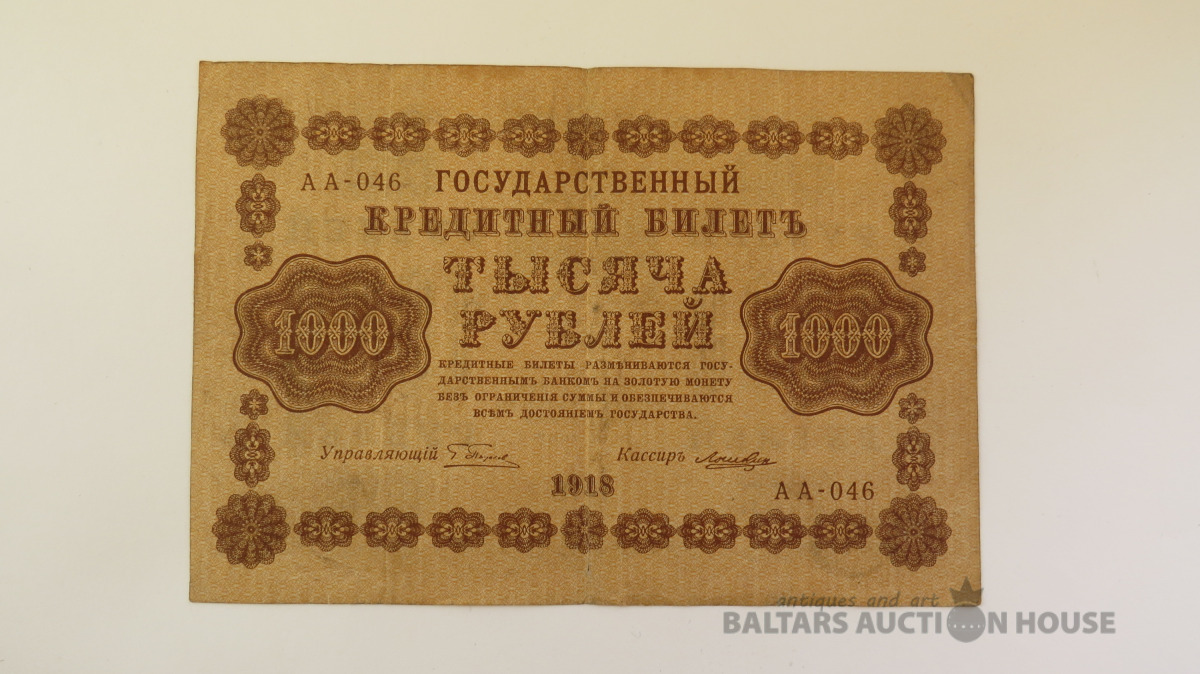 АА-046 ГОСУДАРСТВЕННЫЙ
КРЕДИТНЫЙ БИЛЕТЪ
ТЫСЯЧА
РУБЛЕЙ
1000
1000
КРЕДИТНЫЕ БИЛЕТЫ РАЗМѢНИВАЮТСЯ ГОСУ-
ДАРСТВЕННЫМЪ БАНКОМЪ НА ЗОЛОТУЮ МОНЕТУ
БЕЗЪ ОГРАНИЧЕНІЯ СУММЫ И ОБЕЗПЕЧИВАЮТСЯ
ВСѢМЪ ДОСТОЯНІЕМЪ ГОСУДАРСТВА.
Управляющій
Кассиръ
1918
АА-046
antiques and art
BALTARS AUCTION HOUSE